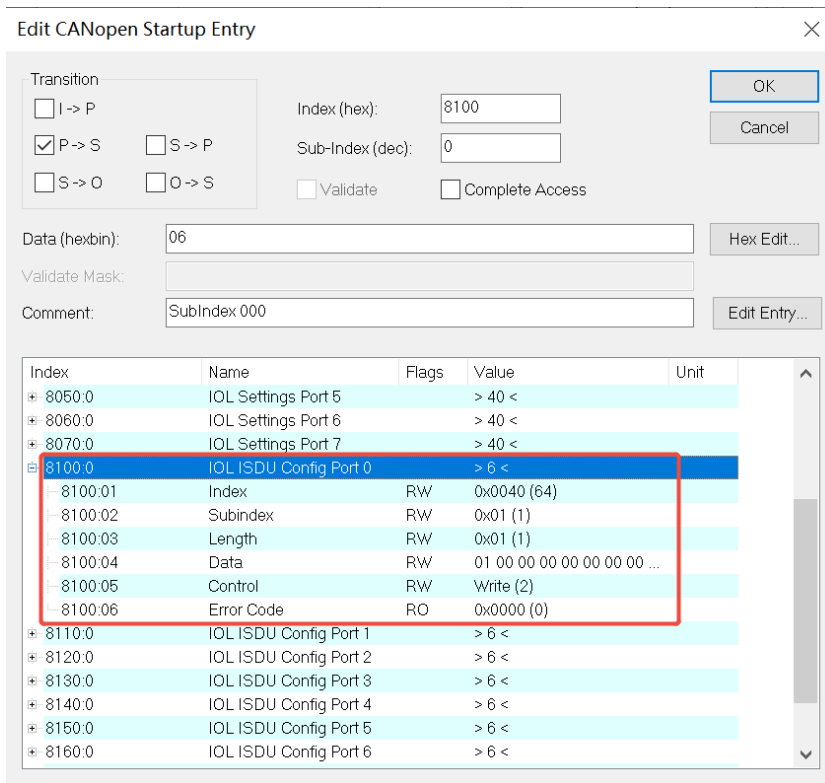 Edit CANopen Startup Entry
Transition
I -> P
P -> S
S -> P
S -> O
O -> S
Index (hex): 8100
Sub-Index (dec): 0
Validate
Complete Access
OK
Cancel
Data (hexbin): 06
Hex Edit...
Validate Mask:
Comment: SubIndex 000
Edit Entry...
Index Name Flags Value Unit
8050:0 IOL Settings Port 5 > 40 <
8060:0 IOL Settings Port 6 > 40 <
8070:0 IOL Settings Port 7 > 40 <
8100:0 IOL ISDU Config Port 0 > 6 <
8100:01 Index RW 0x0040 (64)
8100:02 Subindex RW 0x01 (1)
8100:03 Length RW 0x01 (1)
8100:04 Data RW 01 00 00 00 00 00 00 00 ...
8100:05 Control RW Write (2)
8100:06 Error Code RO 0x0000 (0)
8110:0 IOL ISDU Config Port 1 > 6 <
8120:0 IOL ISDU Config Port 2 > 6 <
8130:0 IOL ISDU Config Port 3 > 6 <
8140:0 IOL ISDU Config Port 4 > 6 <
8150:0 IOL ISDU Config Port 5 > 6 <
8160:0 IOL ISDU Config Port 6 > 6 <